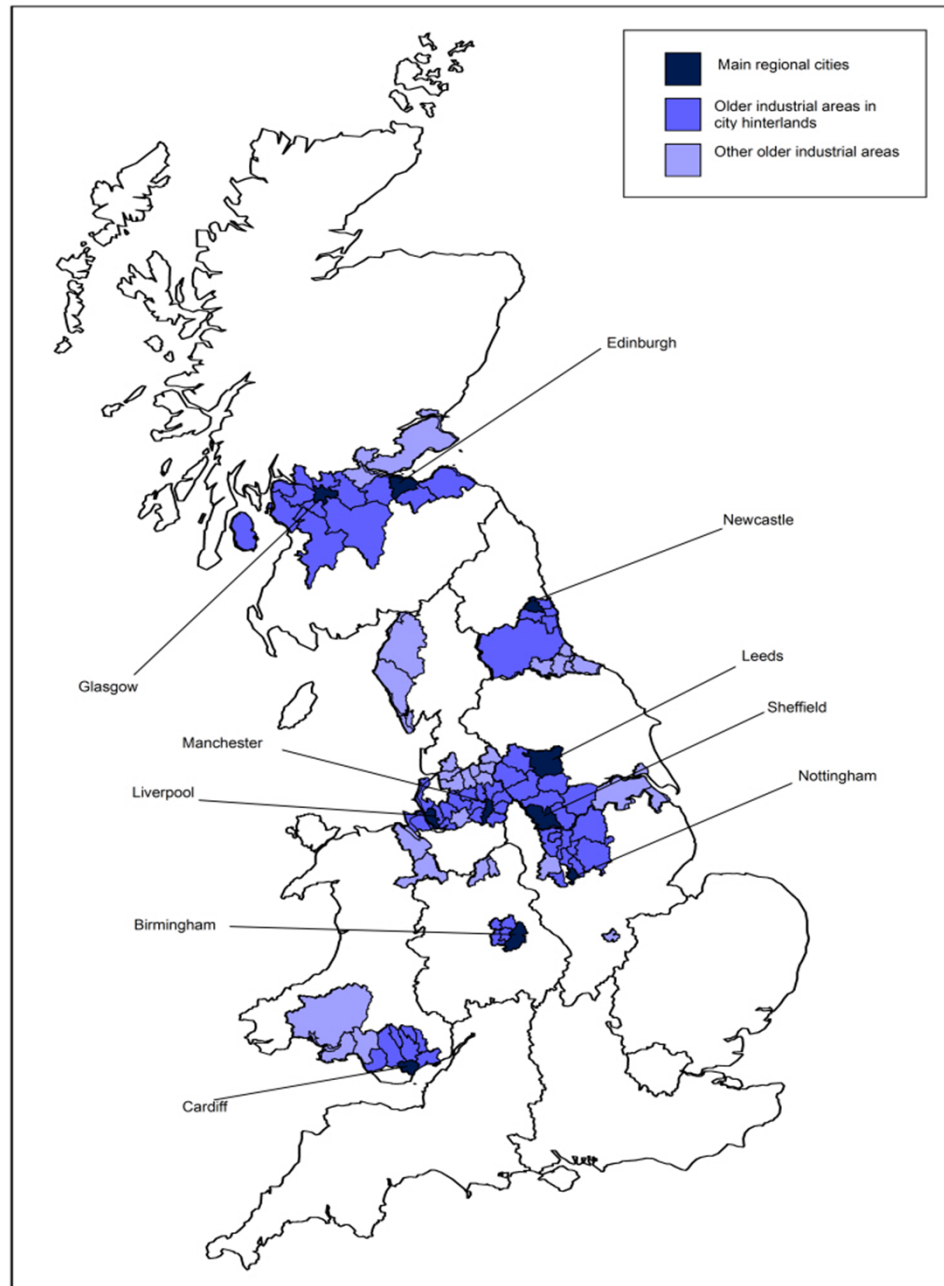 Main regional cities
Older industrial areas in
city hinterlands
Other older industrial areas
Edinburgh
Newcastle
Leeds
Glasgow
Sheffield
Manchester
Nottingham
Liverpool
Birmingham
Cardiff